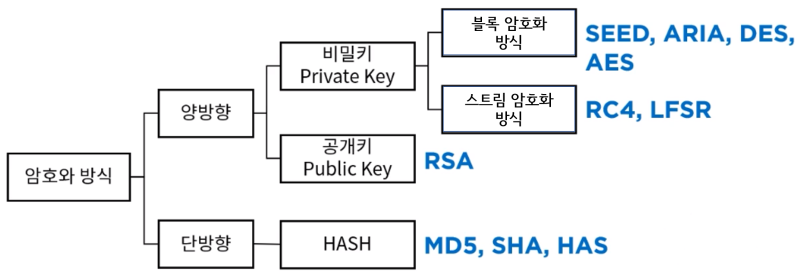 암호와 방식
양방향
비밀키
Private Key
블록 암호화
방식
SEED, ARIA, DES,
AES
스트림 암호화
방식
RC4, LFSR
공개키
Public Key
RSA
단방향
HASH
MD5, SHA, HAS